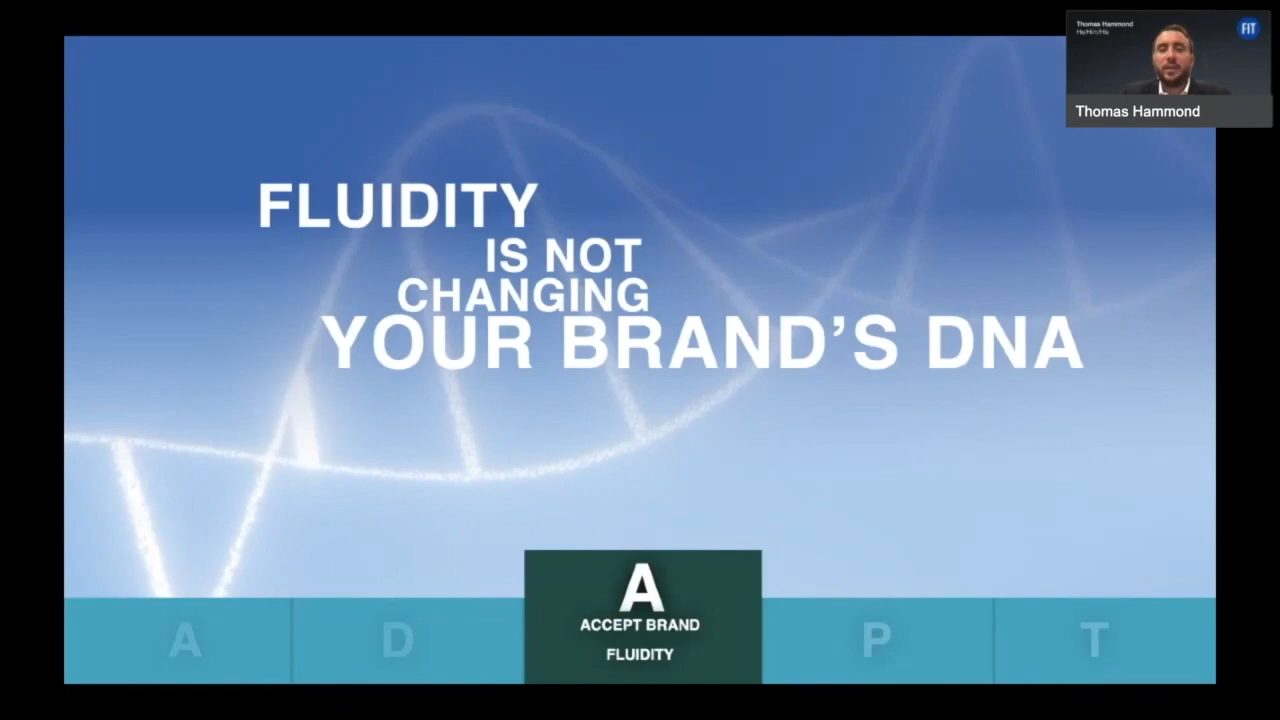 Thomas Hammond
He/Him/His
FIT
Thomas Hammond
FLUIDITY
IS NOT
CHANGING
YOUR BRAND'S DNA
A
ACCEPT BRAND
FLUIDITY
A
D
P
T